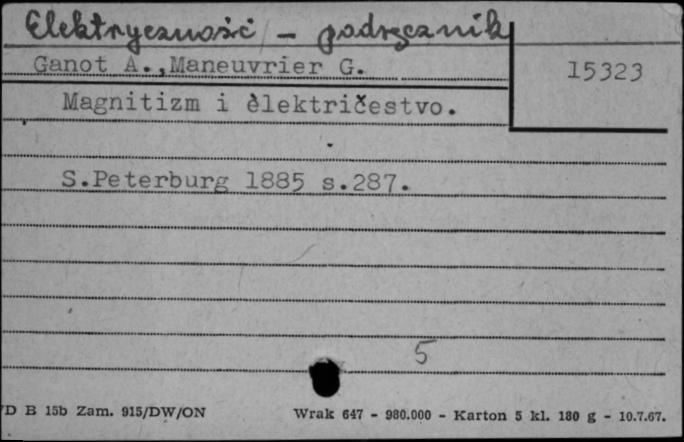 Elektryczność - podręcznik
Ganot A.,Maneuvrier G.
15323
Magnitizm i èlektričestvo.
S.Peterburg 1885 s.287.
5
D B 15b Zam. 915/DW/ON
Wrak 647 - 980.000 - Karton 5 kl. 180 g - 10.7.67.